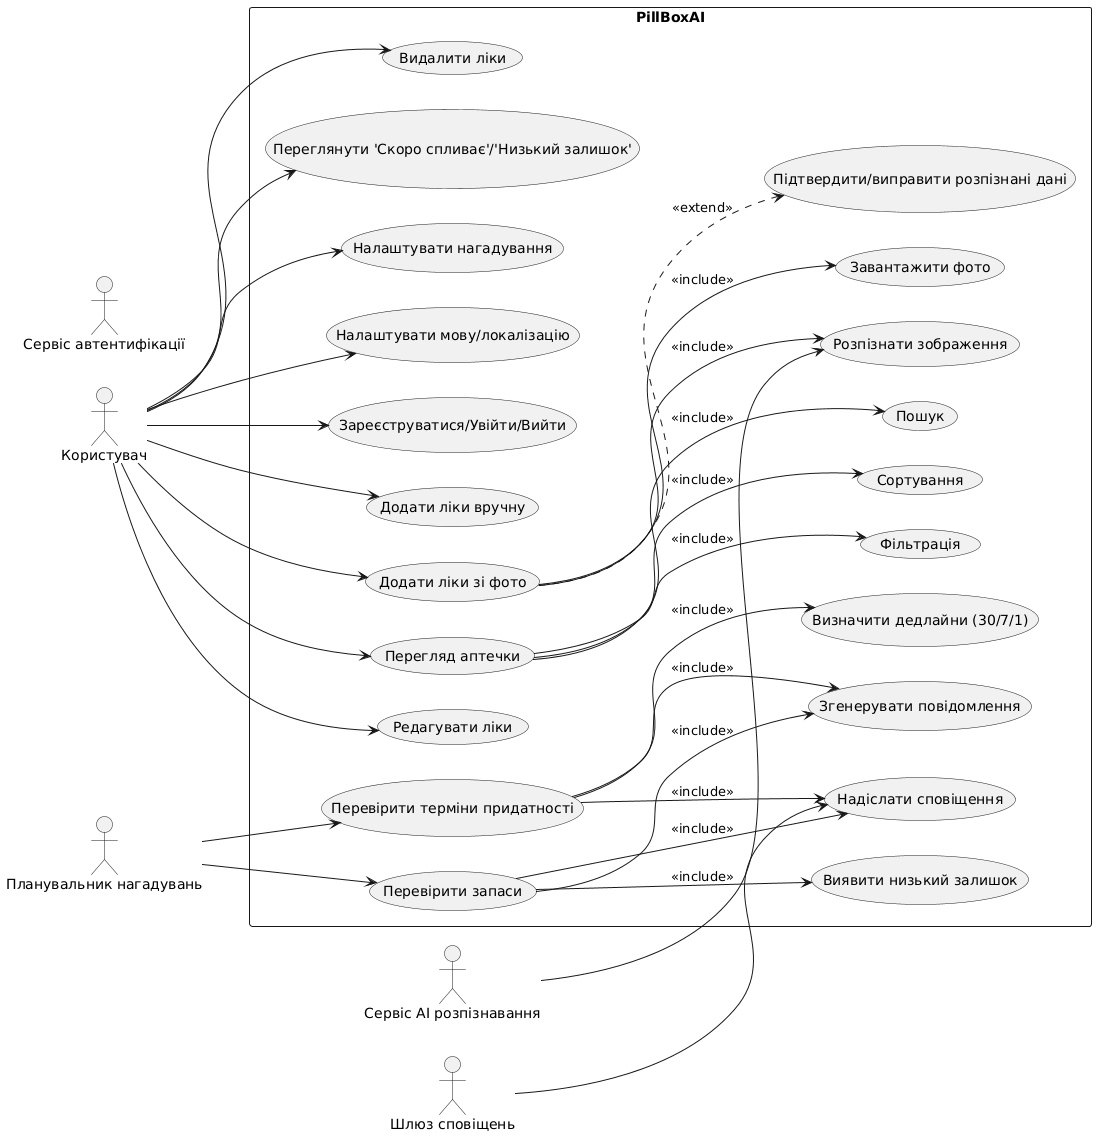 PillBoxAI
Видалити ліки
Переглянути 'Скоро спливає'/'Низький залишок'
Підтвердити/виправити розпізнані дані
«extend»
Налаштувати нагадування
Завантажити фото
«include»
Налаштувати мову/локалізацію
Сервіс автентифікації
Розпізнати зображення
«include»
Зареєструватися/Увійти/Вийти
Пошук
«include»
Користувач
Сортування
«include»
Додати ліки вручну
Фільтрація
«include»
Додати ліки зі фото
«include»
Визначити дедлайни (30/7/1)
Перегляд аптечки
«include»
Згенерувати повідомлення
Редагувати ліки
«include»
«include»
Надіслати сповіщення
Перевірити терміни придатності
«include»
Планувальник нагадувань
«include»
Виявити низький залишок
Перевірити запаси
Сервіс AI розпізнавання
Шлюз сповіщень